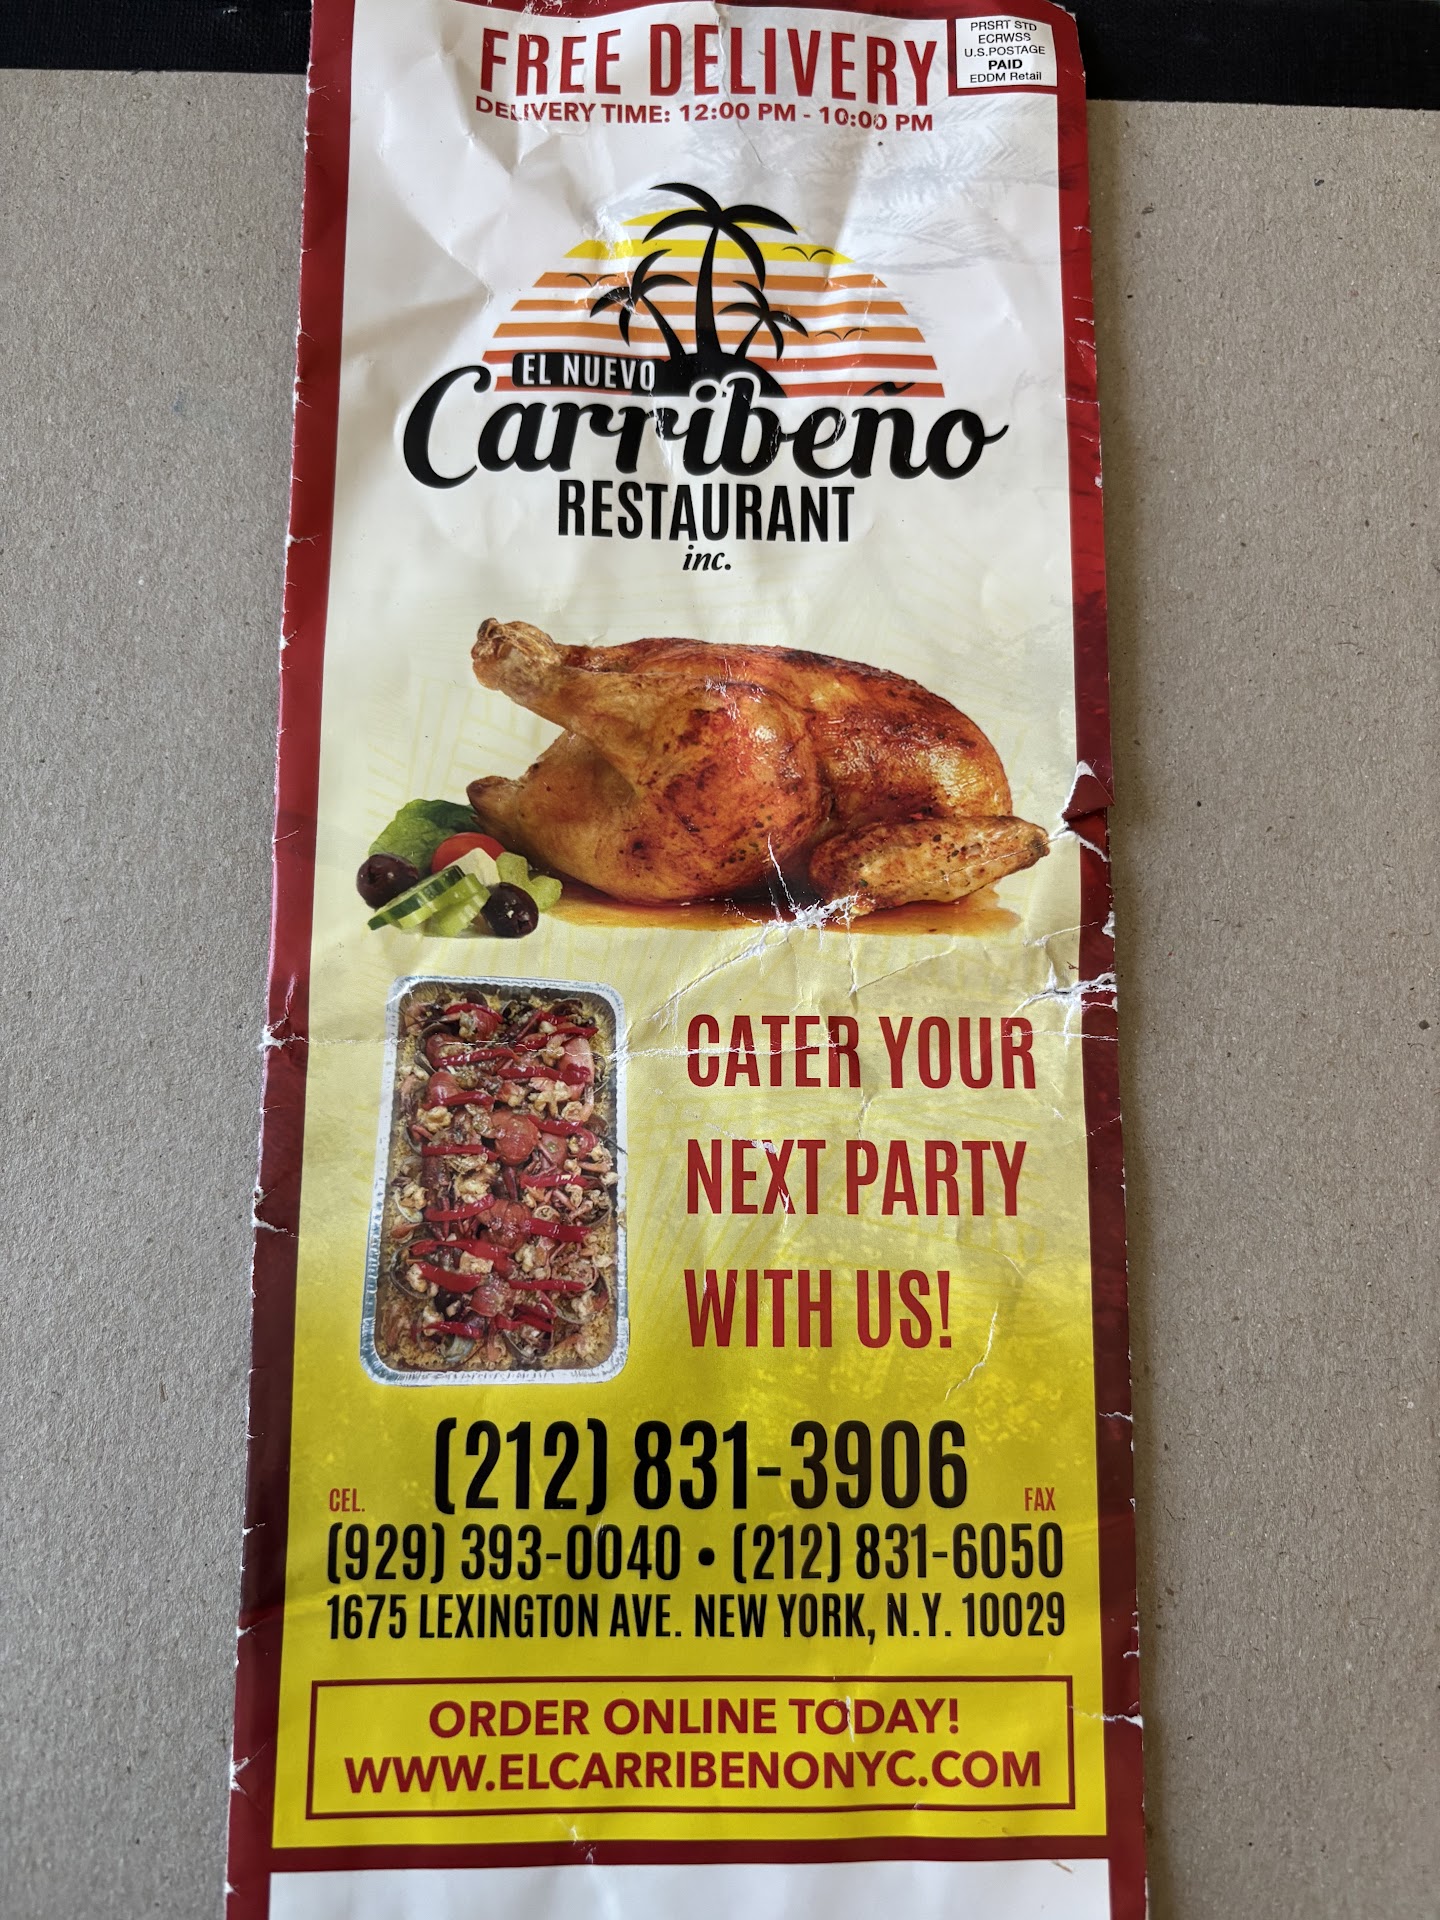 FREE DELIVERY
DELIVERY TIME: 12:00 PM - 10:00 PM
PRSRT STD
ECRWSS
U.S.POSTAGE
PAID
EDDM Retail
EL NUEVO
Carribeño
RESTAURANT
inc.
CATER YOUR
NEXT PARTY
WITH US!
(212) 831-3906
CEL. FAX
(929) 393-0040 • (212) 831-6050
1675 LEXINGTON AVE. NEW YORK, N.Y. 10029
ORDER ONLINE TODAY!
WWW.ELCARRIBENONYC.COM